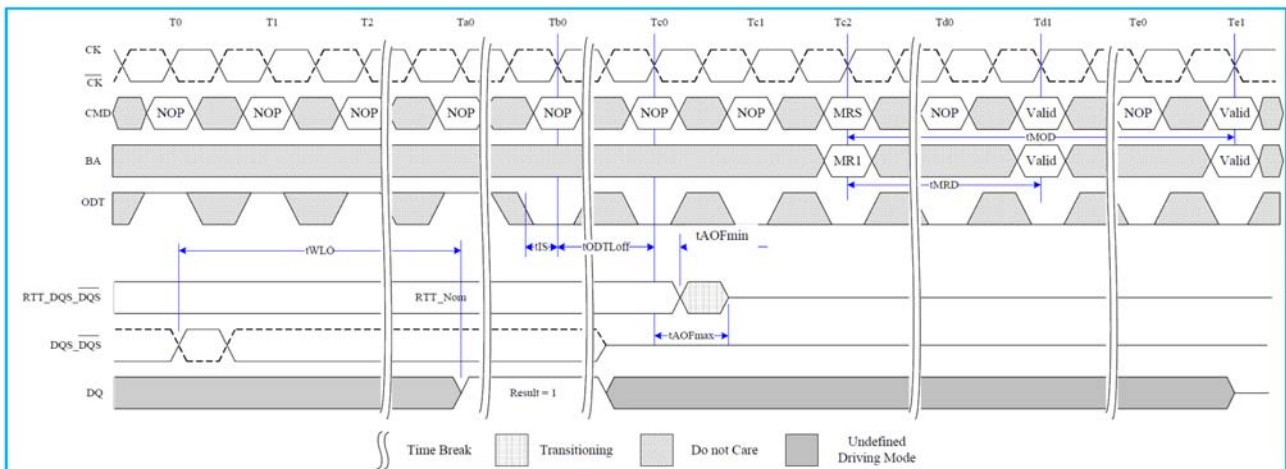 T0 T1 T2 Ta0 Tb0 Tc0 Tc1 Tc2 Td0 Td1 Te0 Te1
CK
CK
CMD NOP NOP NOP NOP NOP NOP NOP MRS NOP Valid NOP Valid
tMOD
BA MR1 Valid Valid
tMRD
ODT
tAOFmin
tWLO tIS tODTLoff
RTT_DQS_DQS RTT_Nom
tAOFmax
DQS_DQS
DQ Result = 1
Time Break Transitioning Do not Care Undefined
Driving Mode